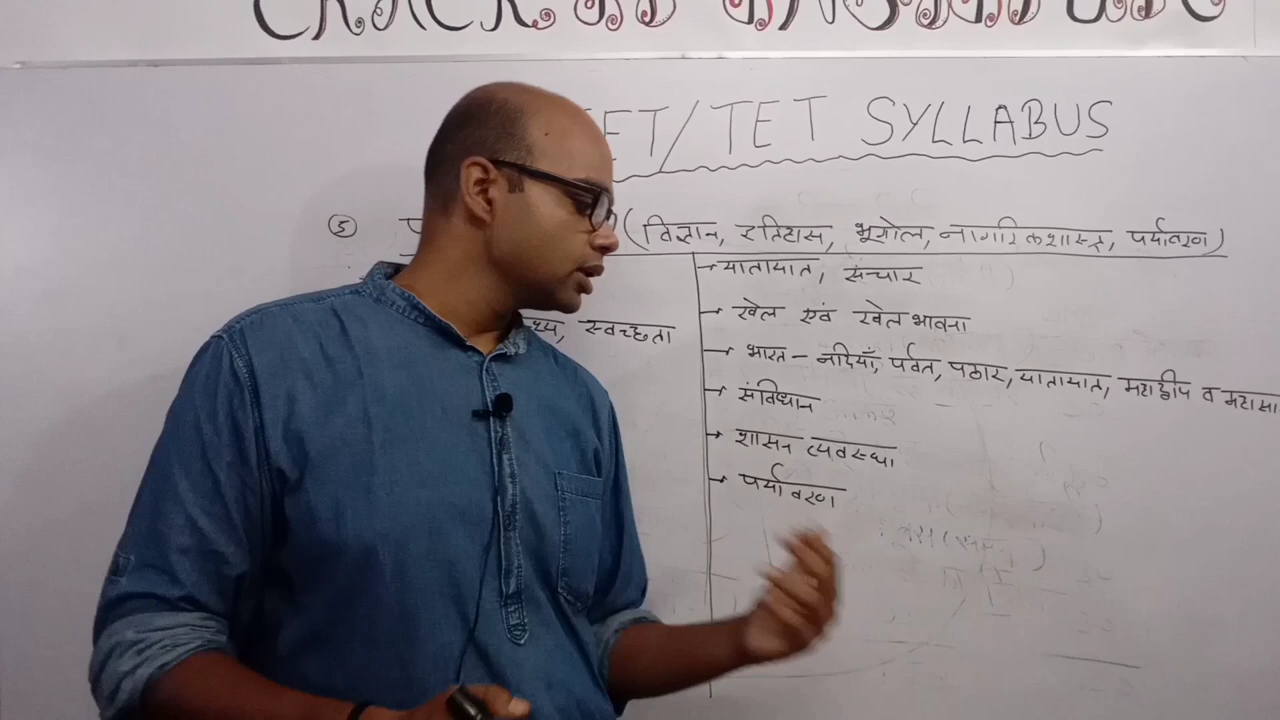 TET SYLLABUS
5 (विज्ञान, इतिहास, भूगोल, नागरिकशास्त्र, पर्यावरण)
→ यातायात, संचार
→ खेल एवं खेल भावना
स्वच्छता
→ भारत - नदियाँ, पर्वत, पठार, यातायात, महाद्वीप व महासा
→ संविधान
→ शासन व्यवस्था
→ पर्यावरण